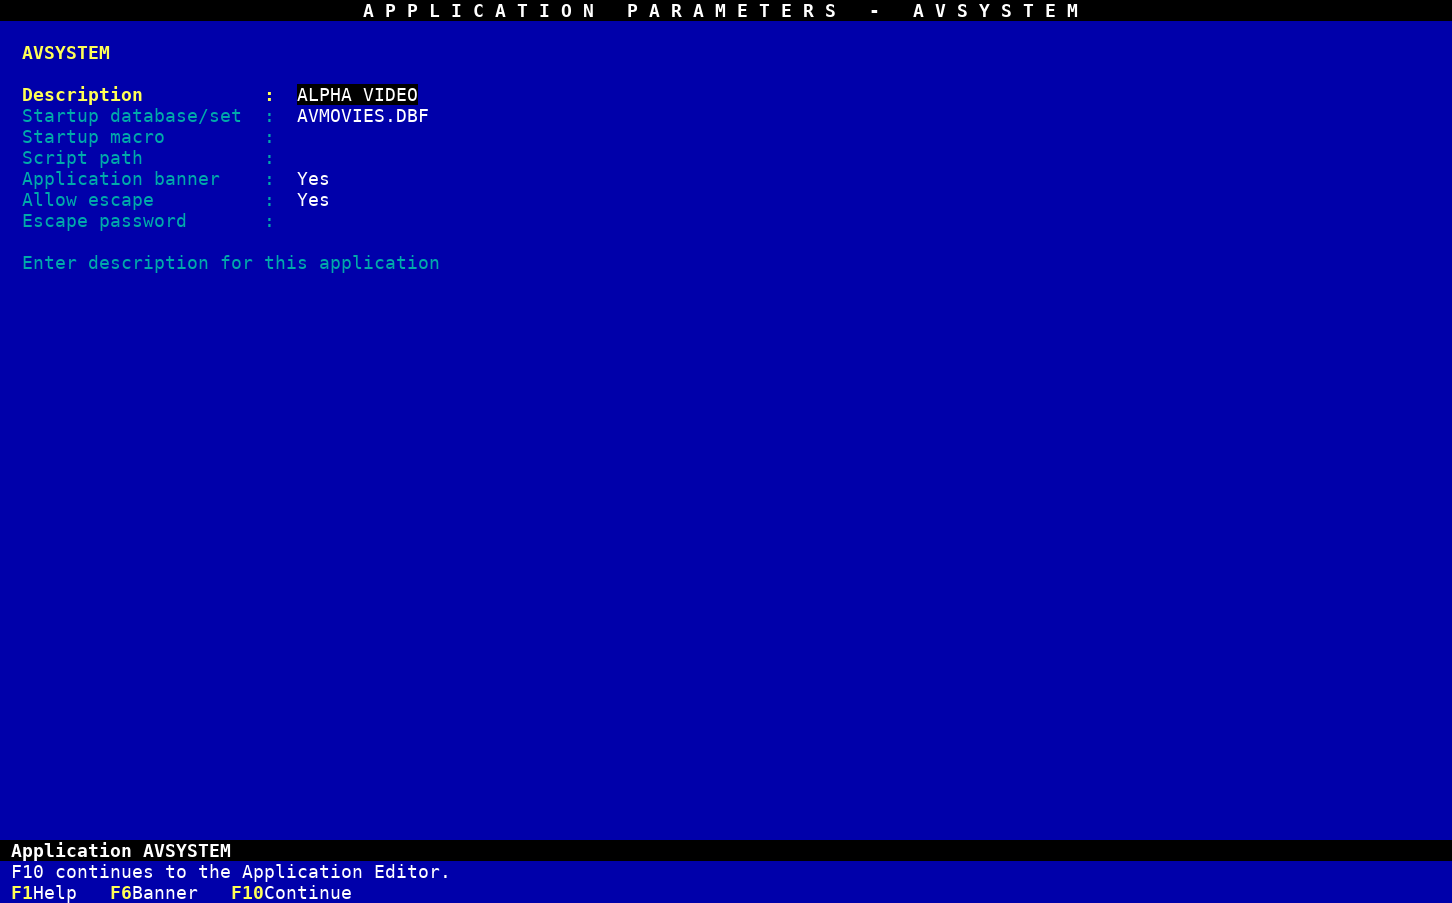 A P P L I C A T I O N   P A R A M E T E R S   -   A V S Y S T E M
AVSYSTEM
Description           :  ALPHA VIDEO
Startup database/set  :  AVMOVIES.DBF
Startup macro         :
Script path           :
Application banner    :  Yes
Allow escape          :  Yes
Escape password       :
Enter description for this application
Application AVSYSTEM
F10 continues to the Application Editor.
F1Help   F6Banner   F10Continue